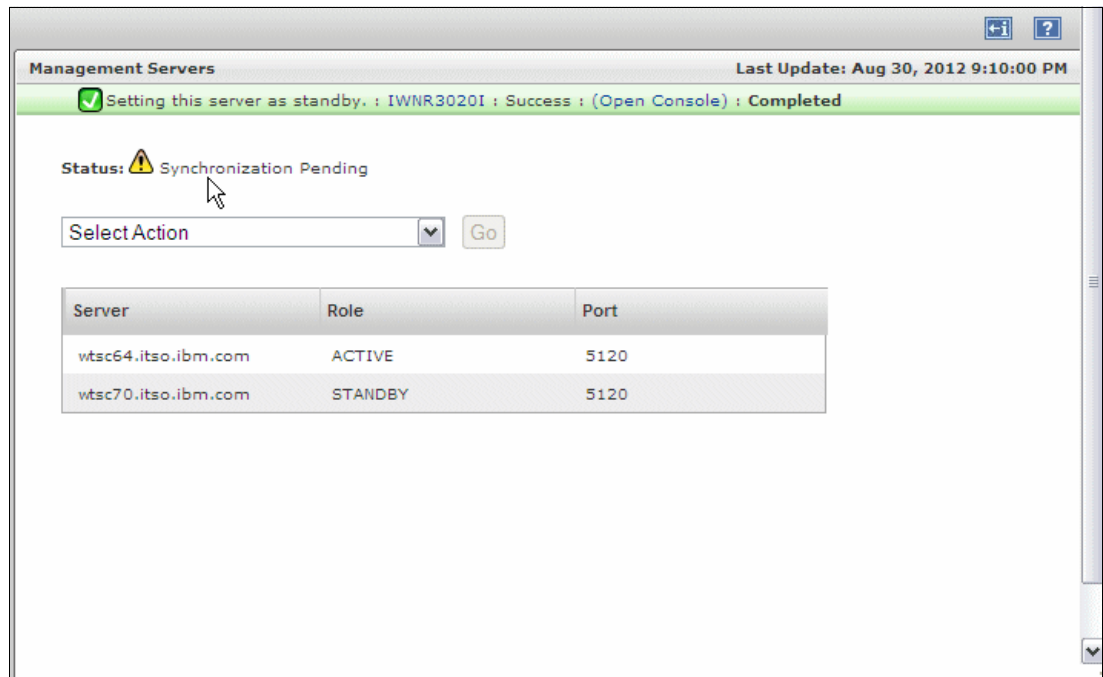 Management Servers Last Update: Aug 30, 2012 9:10:00 PM
Setting this server as standby. : IWNR3020I : Success : (Open Console) : Completed
Status: Synchronization Pending
Select Action Go
Server Role Port
wtsc64.itso.ibm.com ACTIVE 5120
wtsc70.itso.ibm.com STANDBY 5120